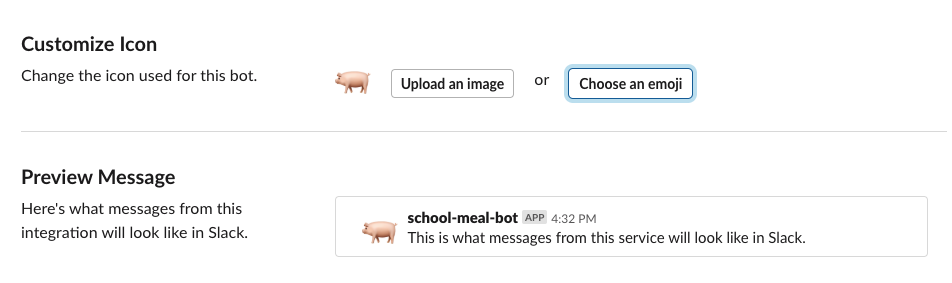 Customize Icon
Change the icon used for this bot.
Upload an image or Choose an emoji
Preview Message
Here's what messages from this
integration will look like in Slack.
school-meal-bot APP 4:32 PM
This is what messages from this service will look like in Slack.